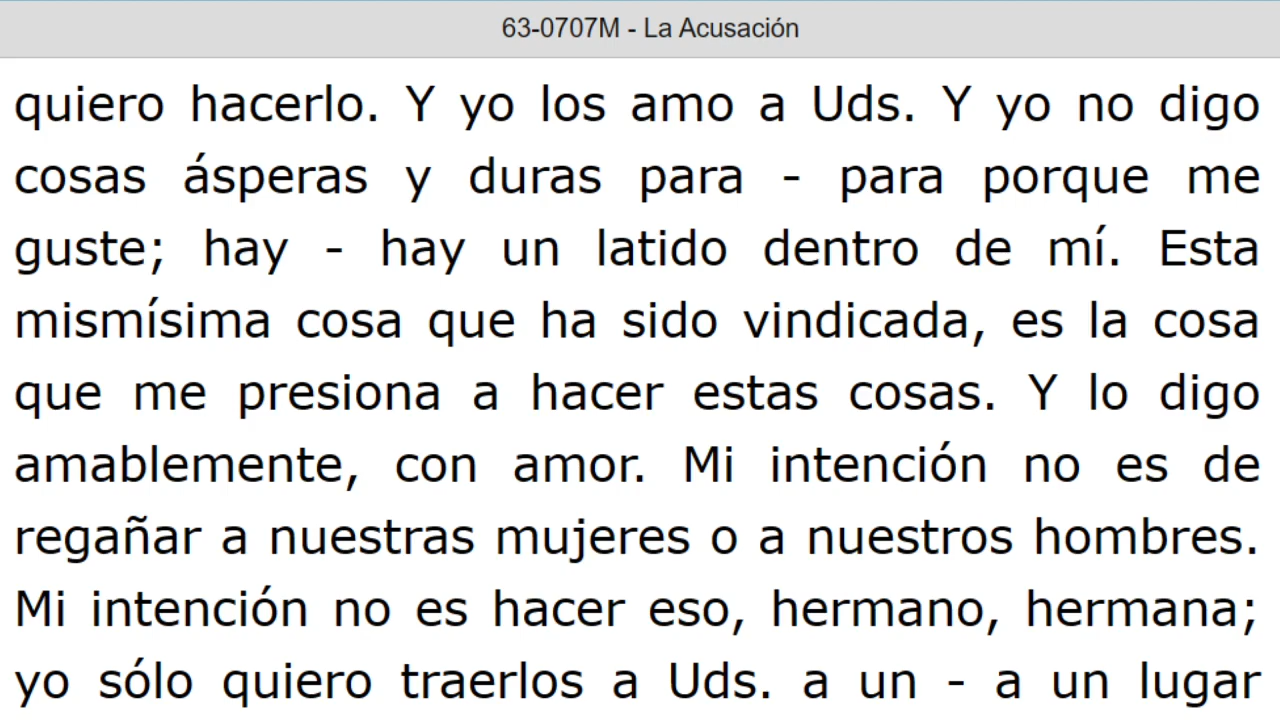 63-0707M - La Acusación
quiero hacerlo. Y yo los amo a Uds. Y yo no digo
cosas ásperas y duras para - para porque me
guste; hay - hay un latido dentro de mí. Esta
mismísima cosa que ha sido vindicada, es la cosa
que me presiona a hacer estas cosas. Y lo digo
amablemente, con amor. Mi intención no es de
regañar a nuestras mujeres o a nuestros hombres.
Mi intención no es hacer eso, hermano, hermana;
yo sólo quiero traerlos a Uds. a un - a un lugar